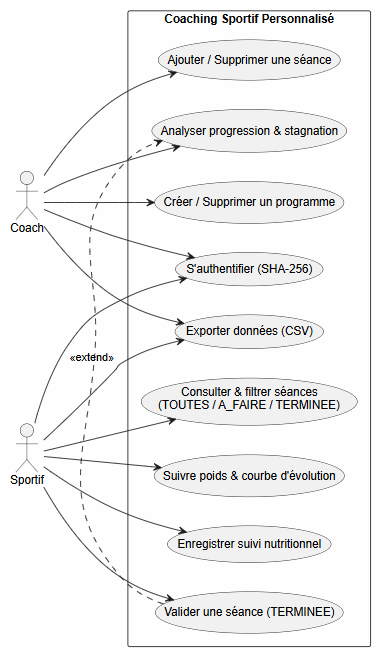 Coaching Sportif Personnalisé
Ajouter / Supprimer une séance
Analyser progression & stagnation
Créer / Supprimer un programme
Coach
S'authentifier (SHA-256)
Exporter données (CSV)
«extend»
Consulter & filtrer séances
(TOUTES / A_FAIRE / TERMINEE)
Sportif
Suivre poids & courbe d'évolution
Enregistrer suivi nutritionnel
Valider une séance (TERMINEE)